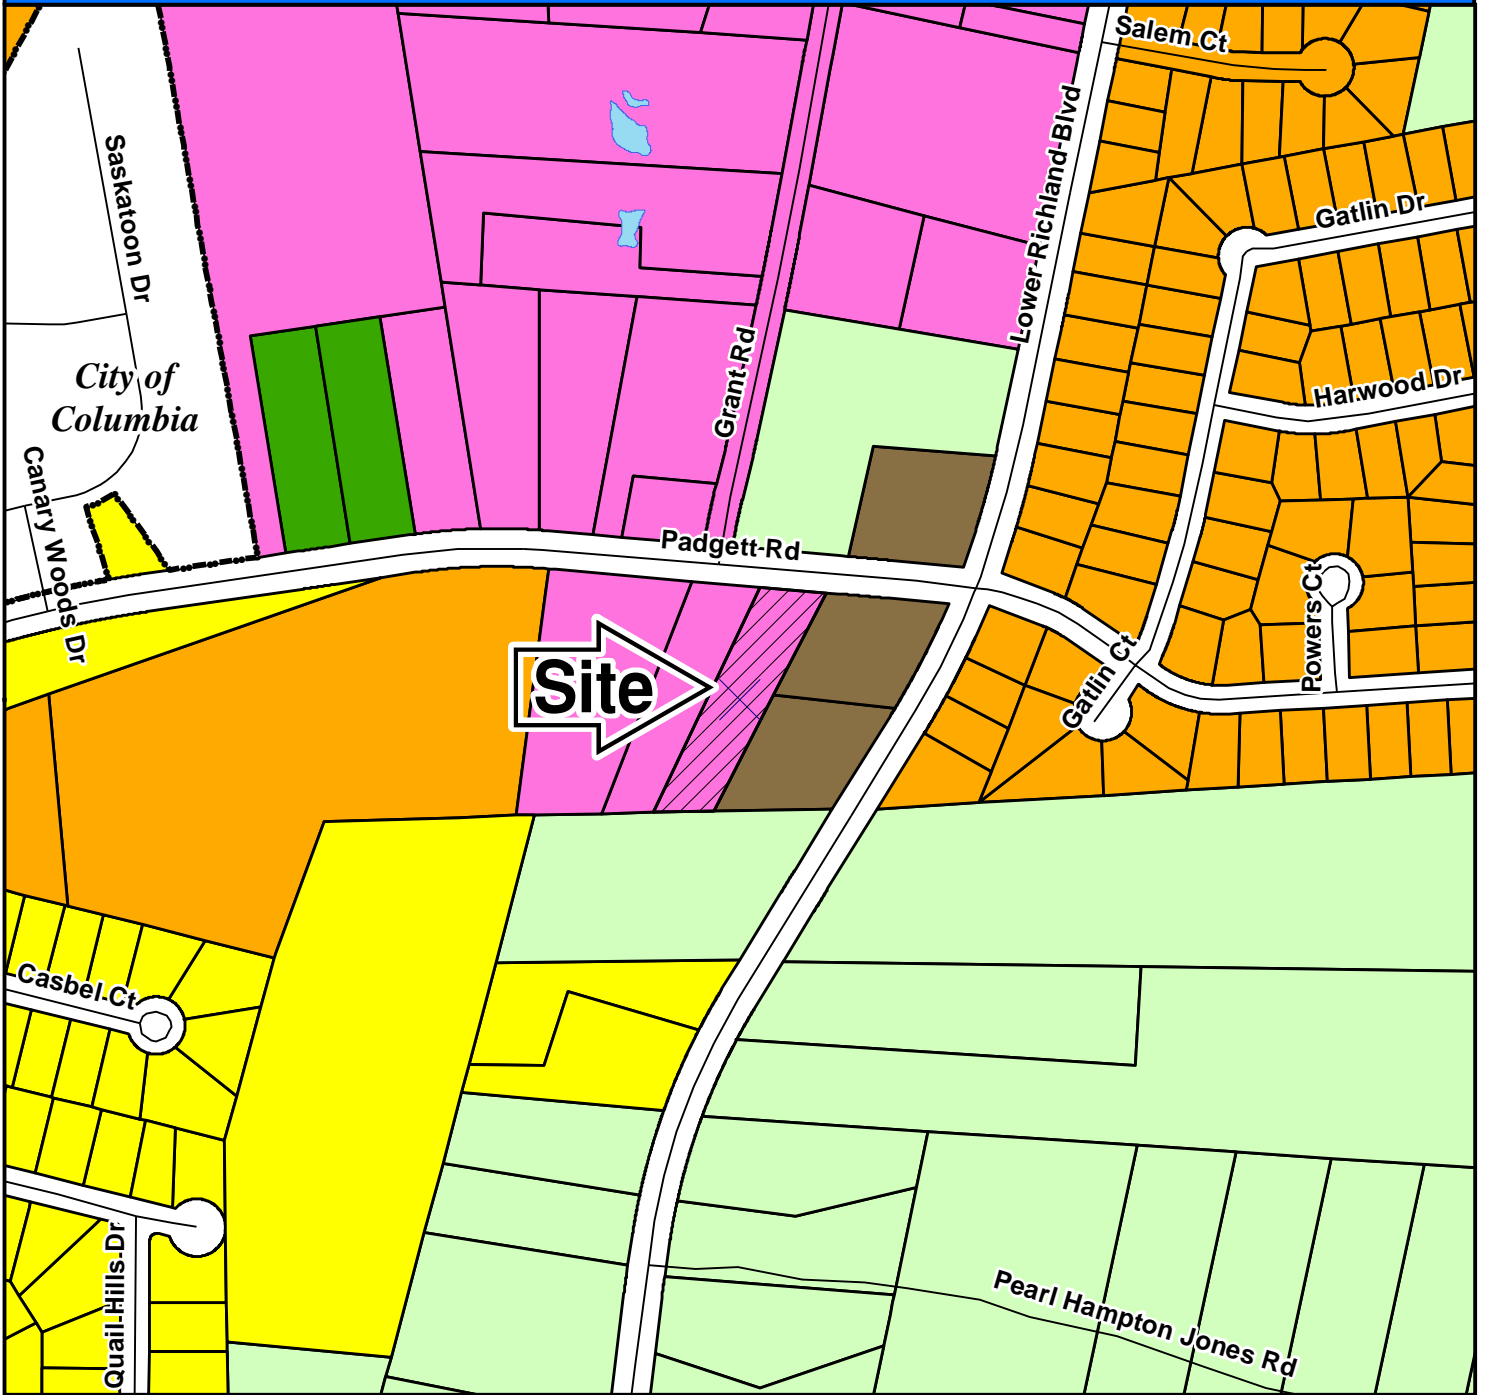 Salem Ct
Saskatoon Dr
Lower-Richland-Blvd
Gatlin-Dr
City of
Columbia
Grant-Rd
Harwood Dr
Canary Woods Dr
Padgett-Rd
Powers Ct
Gatlin Ct
Site
Casbel Ct
Quail-Hills-Dr
Pearl Hampton Jones Rd